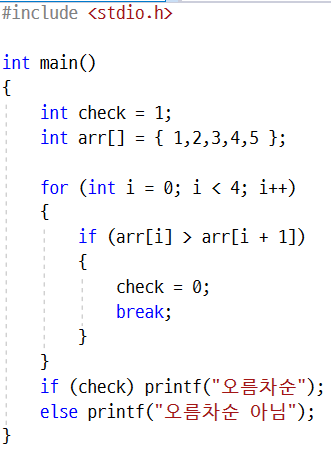 #include <stdio.h>
int main()
{
int check = 1;
int arr[] = { 1,2,3,4,5 };
for (int i = 0; i < 4; i++)
{
if (arr[i] > arr[i + 1])
{
check = 0;
break;
}
}
if (check) printf("오름차순");
else printf("오름차순 아님");
}